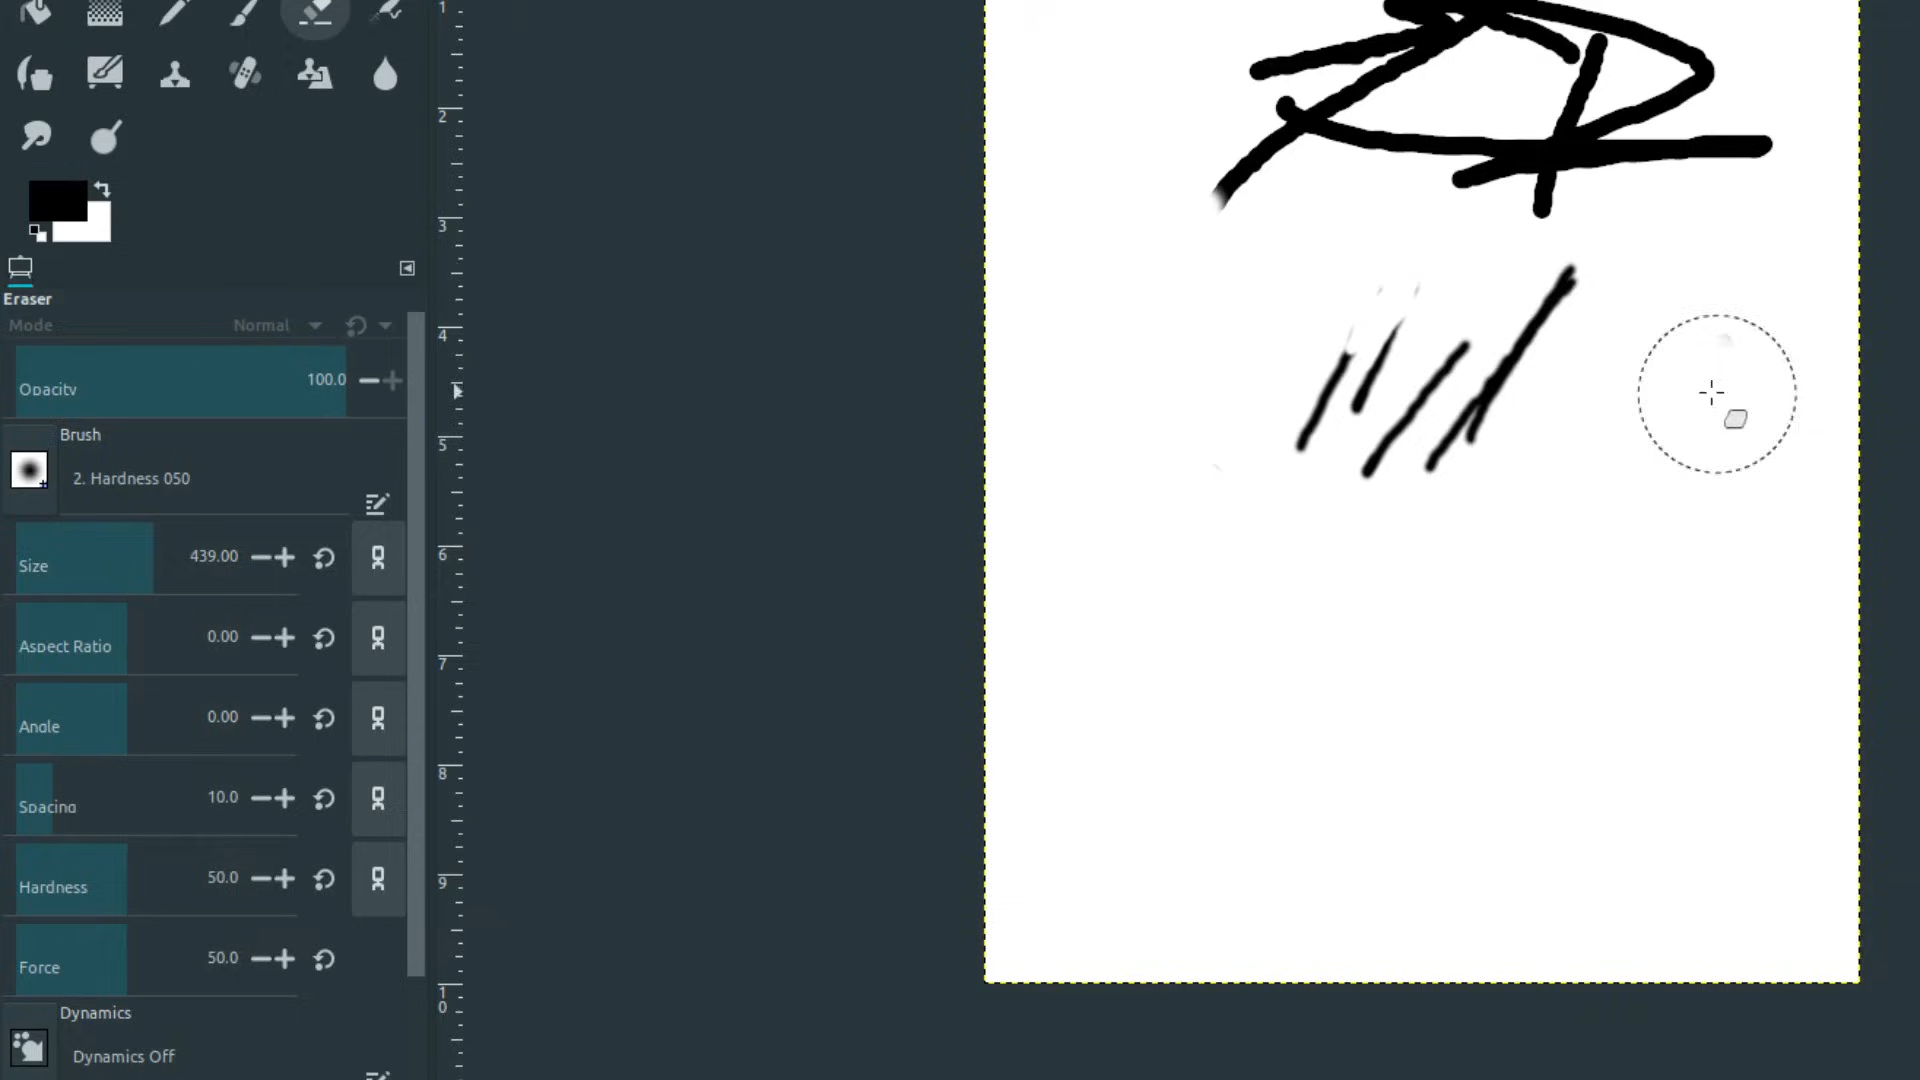 1
2
3
4
5
6
7
8
9
1
0
Eraser
Mode Normal
Opacity 100.0
Brush
2. Hardness 050
Size 439.00
Aspect Ratio 0.00
Angle 0.00
Spacing 10.0
Hardness 50.0
Force 50.0
Dynamics
Dynamics Off